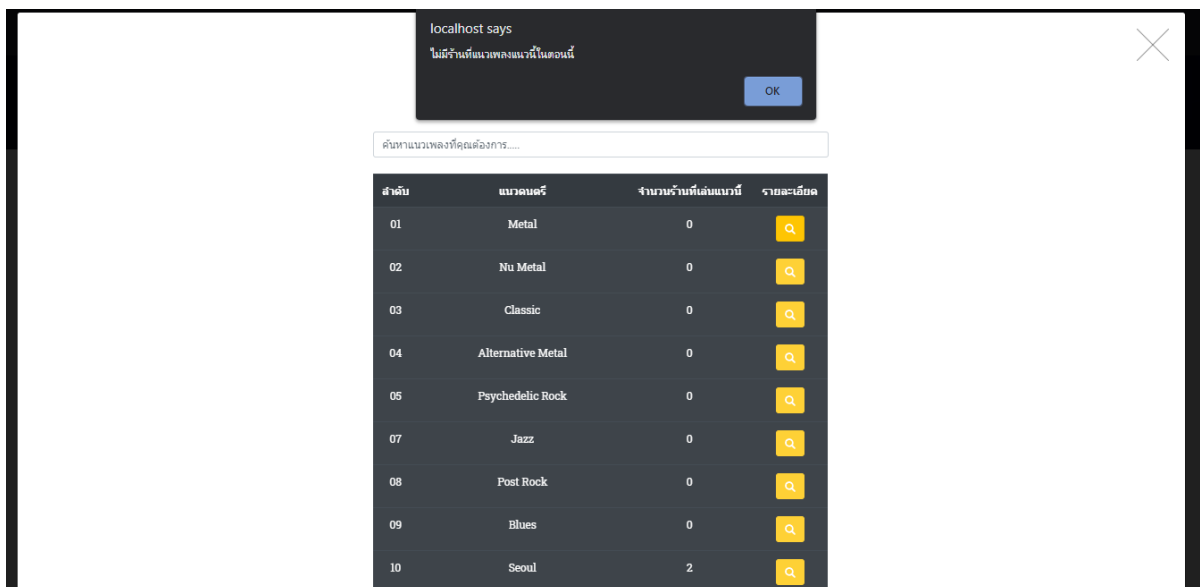 localhost says
ไม่มีร้านที่แนวเพลงแนวนี้ในตอนนี้
OK
ค้นหาแนวเพลงที่คุณต้องการ.....
ลำดับ แนวดนตรี จำนวนร้านที่เล่นแนวนี้ รายละเอียด
01 Metal 0
02 Nu Metal 0
03 Classic 0
04 Alternative Metal 0
05 Psychedelic Rock 0
07 Jazz 0
08 Post Rock 0
09 Blues 0
10 Seoul 2